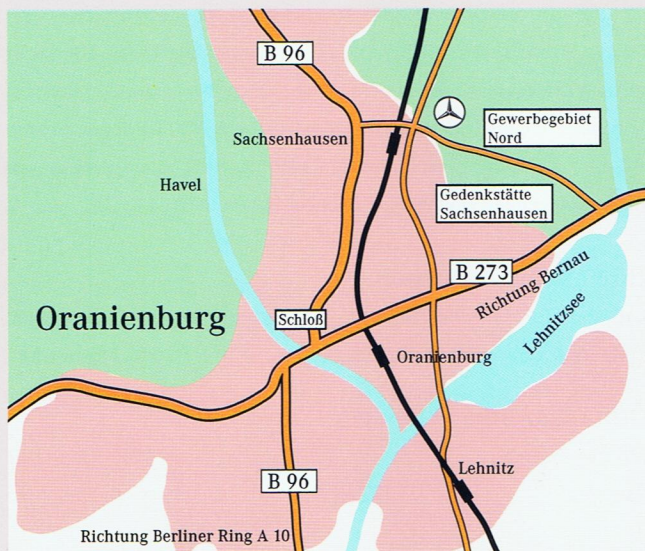 B 96
Gewerbegebiet
Nord
Sachsenhausen
Havel
Gedenkstätte
Sachsenhausen
B 273
Richtung Bernau
Oranienburg
Schloß
Lehnitzsee
Oranienburg
Lehnitz
B 96
Richtung Berliner Ring A 10